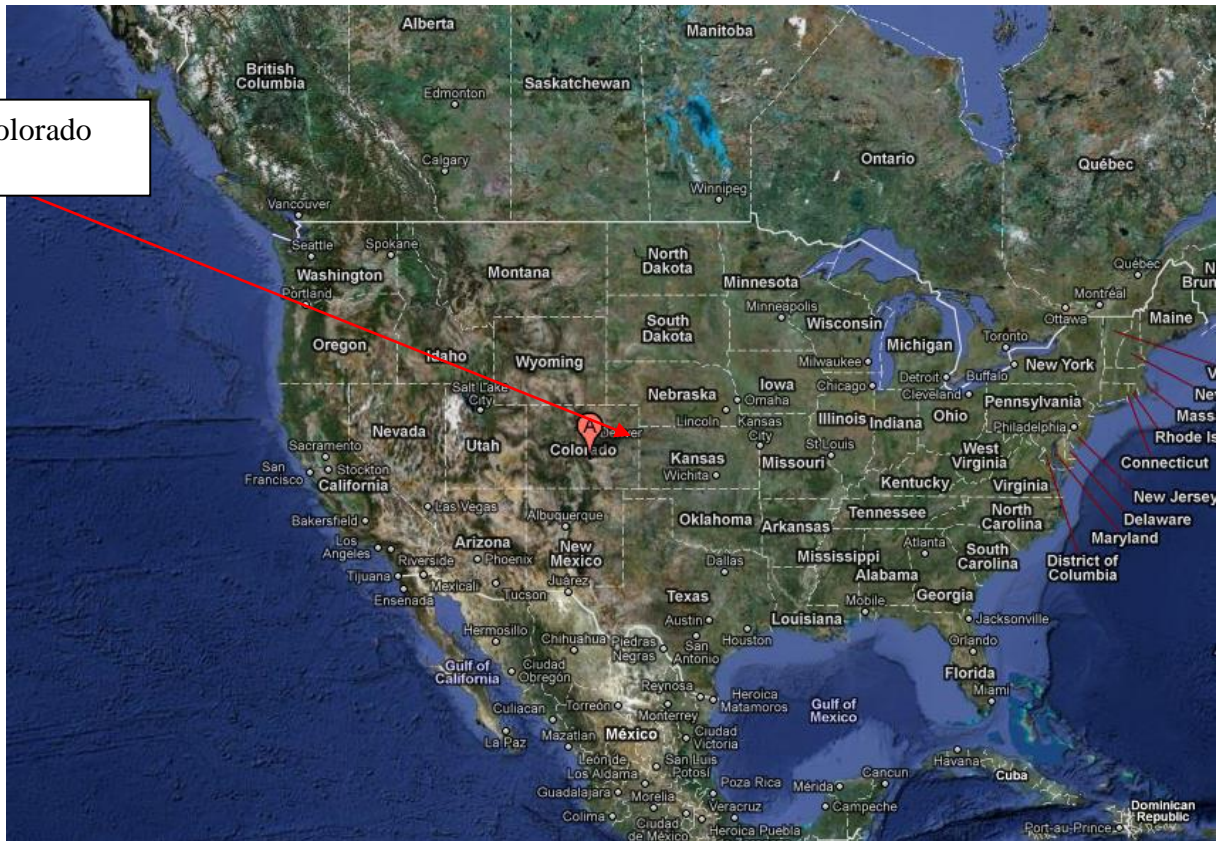 Alberta
Manitoba
British
Columbia
Saskatchewan
Edmonton
olorado
Calgary
Ontario
Québec
Winnipeg
Vancouver
Seattle
Spokane
Washington
Montana
North
Dakota
Minnesota
Québec
Montréal
Ottawa
Maine
Portland
Minneapolis
Oregon
Idaho
Wyoming
South
Dakota
Wisconsin
Michigan
Toronto
New York
Milwaukee
Chicago
Detroit
Buffalo
Cleveland
Salt Lake
City
Nebraska
Iowa
Omaha
Lincoln
Kansas
City
Illinois
Indiana
Ohio
Pennsylvania
Philadelphia
Rhode Is
Connecticut
New Jersey
Delaware
Maryland
District of
Columbia
Nevada
Utah
A
Colorado
Kansas
Wichita
Missouri
St Louis
West
Virginia
Kentucky
Virginia
Sacramento
Stockton
San
Francisco
California
Las Vegas
Albuquerque
Oklahoma
Arkansas
Tennessee
North
Carolina
Bakersfield
Los
Angeles
Riverside
Arizona
Phoenix
New
Mexico
Dallas
Mississippi
Atlanta
South
Carolina
Alabama
Georgia
Tijuana
Mexicali
Tucson
Juárez
Ensenada
Texas
Austin
Louisiana
Mobile
Jacksonville
Hermosillo
Chihuahua
Piedras
Negras
San
Antonio
Houston
Orlando
Florida
Miami
Gulf of
California
Ciudad
Obregón
Culiacan
Torreón
Reynosa
Heroica
Matamoros
Monterrey
Gulf of
Mexico
La Paz
Mazatlan
México
Ciudad
Victoria
León de
Los Aldama
San Luis
Potosí
Havana
Cuba
Guadalajara
Morelia
Poza Rica
Mérida
Cancun
Colima
Ciudad
de México
Veracruz
Heroica Puebla
Campeche
Dominican
Republic
Port-au-Prince